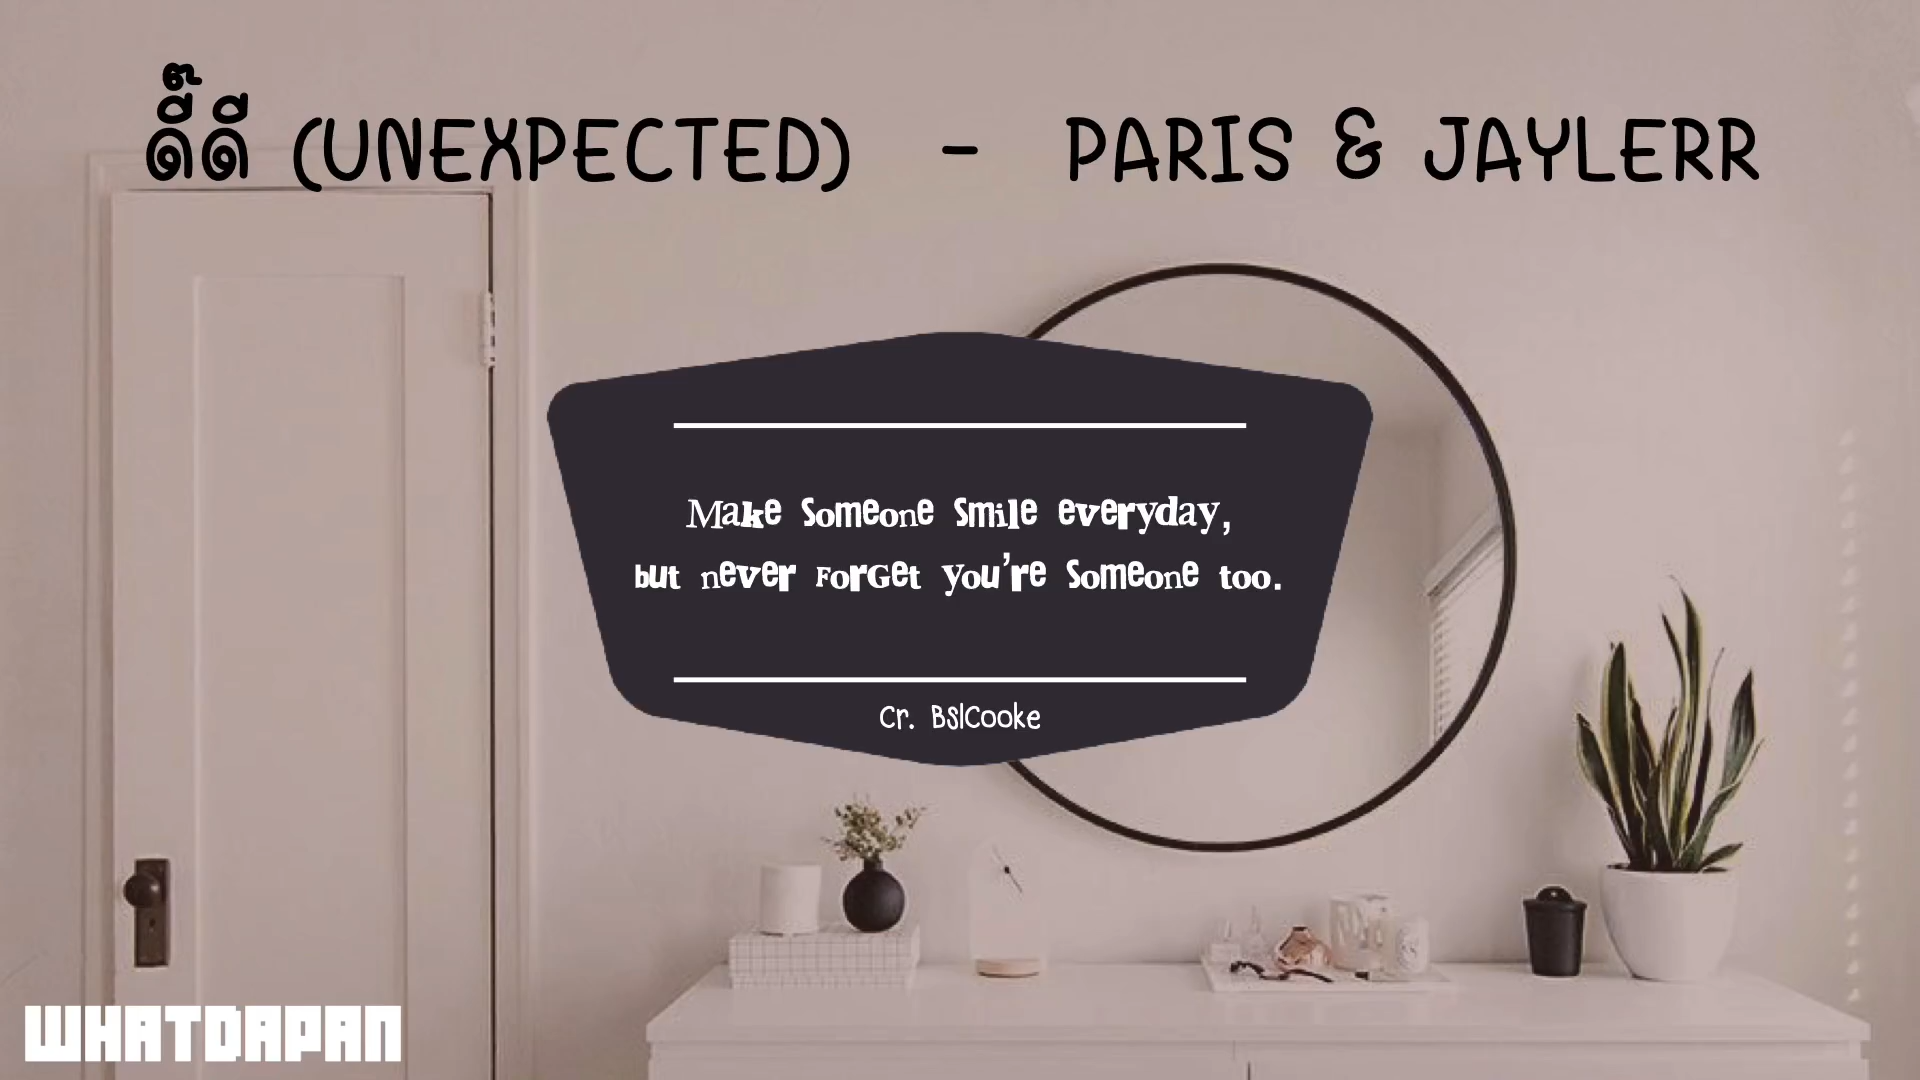 ดี๊ดี (UNEXPECTED) - PARIS & JAYLERR
Make Someone Smile everyday,
but never Forget you're Someone too.
Cr. BslCooke
WHATDAPAN